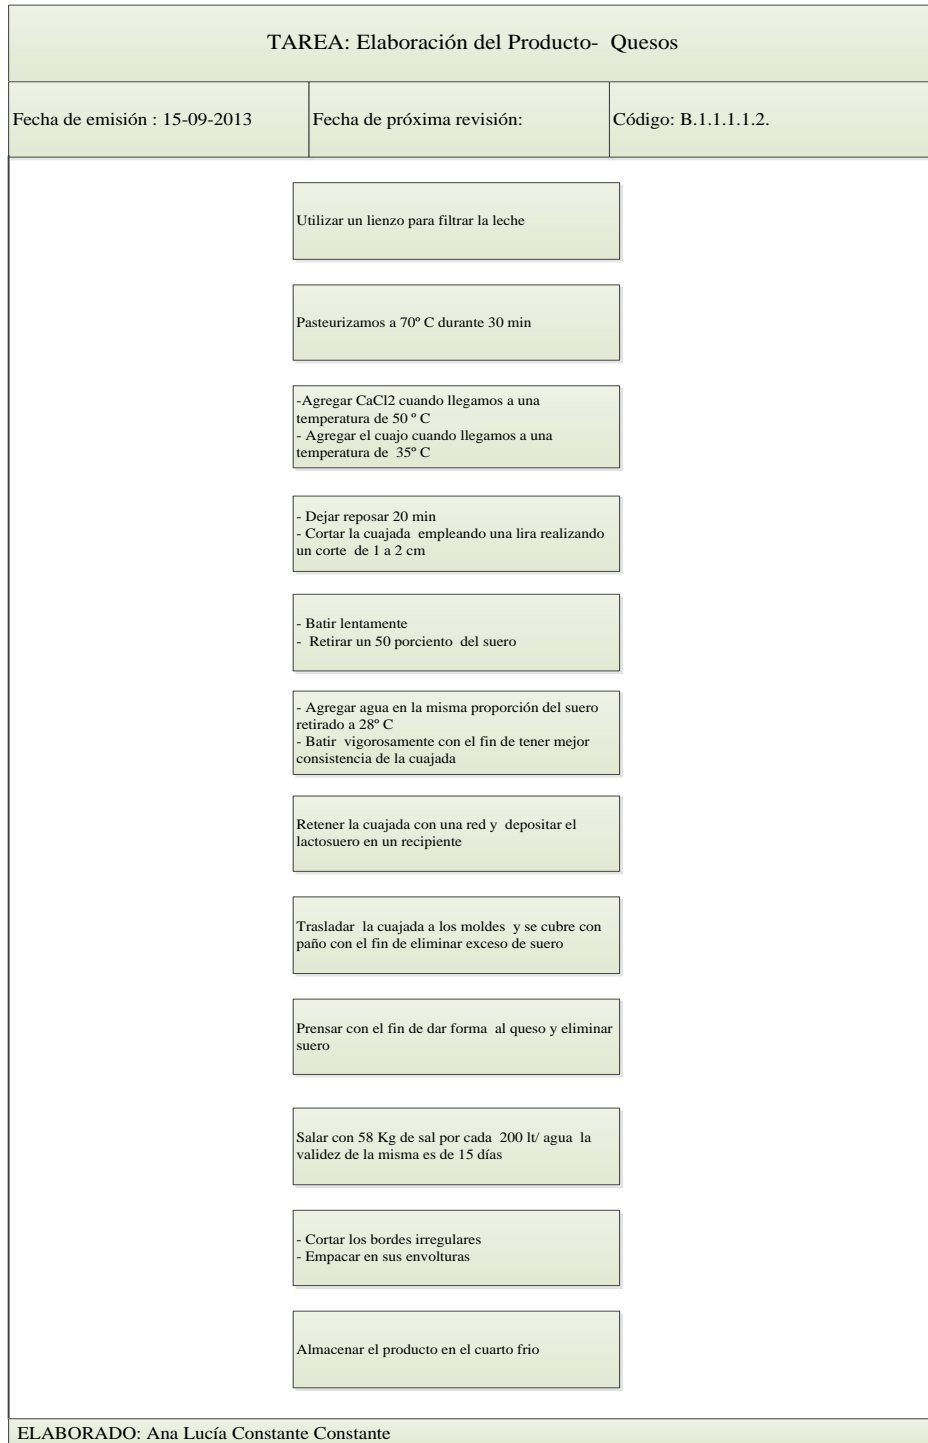 TAREA: Elaboración del Producto- Quesos
Fecha de emisión : 15-09-2013
Fecha de próxima revisión:
Código: B.1.1.1.1.2.
Utilizar un lienzo para filtrar la leche
Pasteurizamos a 70º C durante 30 min
-Agregar CaCl2 cuando llegamos a una
temperatura de 50 º C
- Agregar el cuajo cuando llegamos a una
temperatura de 35º C
- Dejar reposar 20 min
- Cortar la cuajada empleando una lira realizando
un corte de 1 a 2 cm
- Batir lentamente
- Retirar un 50 porciento del suero
- Agregar agua en la misma proporción del suero
retirado a 28º C
- Batir vigorosamente con el fin de tener mejor
consistencia de la cuajada
Retener la cuajada con una red y depositar el
lactosuero en un recipiente
Trasladar la cuajada a los moldes y se cubre con
paño con el fin de eliminar exceso de suero
Prensar con el fin de dar forma al queso y eliminar
suero
Salar con 58 Kg de sal por cada 200 lt/ agua la
validez de la misma es de 15 días
- Cortar los bordes irregulares
- Empacar en sus envolturas
Almacenar el producto en el cuarto frio
ELABORADO: Ana Lucía Constante Constante